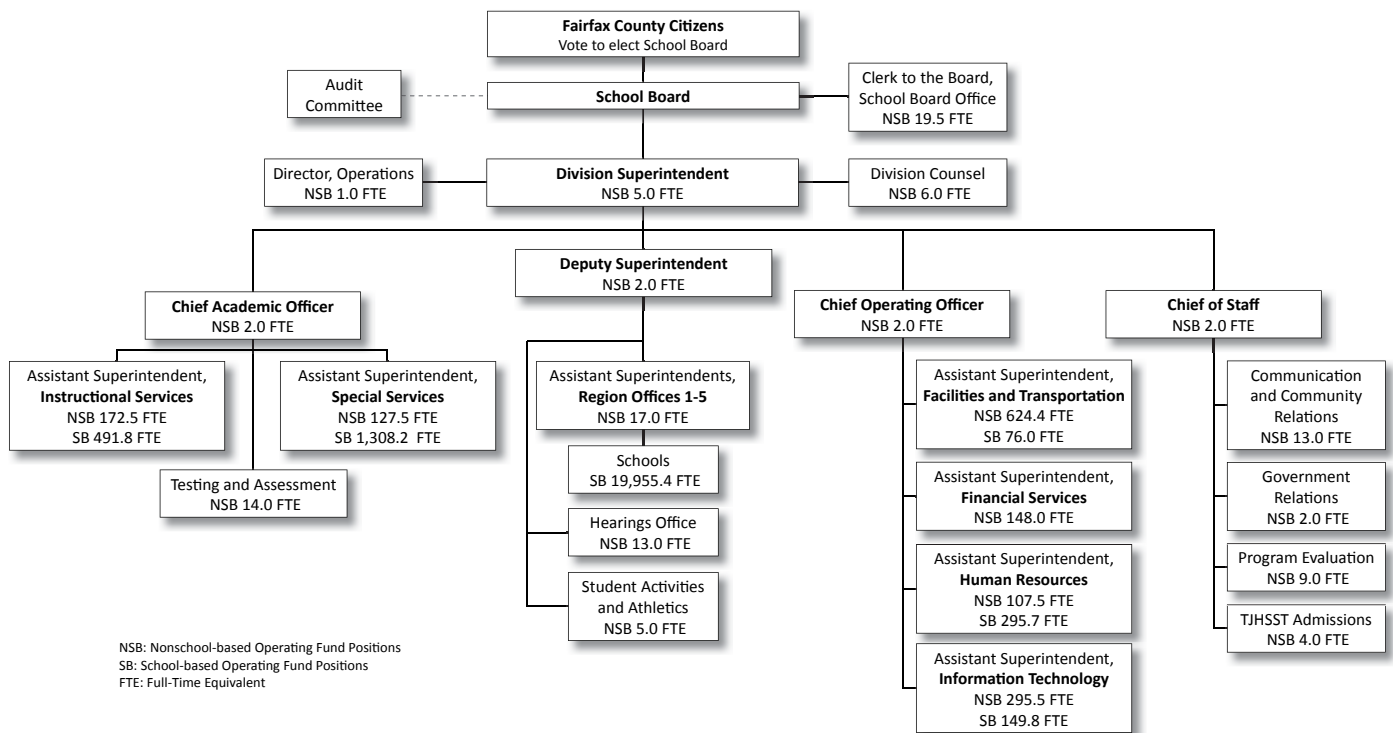 Fairfax County Citizens
Vote to elect School Board
Audit
Committee
School Board
Clerk to the Board,
School Board Office
NSB 19.5 FTE
Director, Operations
NSB 1.0 FTE
Division Superintendent
NSB 5.0 FTE
Division Counsel
NSB 6.0 FTE
Deputy Superintendent
NSB 2.0 FTE
Chief Academic Officer
NSB 2.0 FTE
Chief Operating Officer
NSB 2.0 FTE
Chief of Staff
NSB 2.0 FTE
Assistant Superintendent,
Instructional Services
NSB 172.5 FTE
SB 491.8 FTE
Assistant Superintendent,
Special Services
NSB 127.5 FTE
SB 1,308.2 FTE
Testing and Assessment
NSB 14.0 FTE
Assistant Superintendents,
Region Offices 1-5
NSB 17.0 FTE
Schools
SB 19,955.4 FTE
Hearings Office
NSB 13.0 FTE
Student Activities
and Athletics
NSB 5.0 FTE
Assistant Superintendent,
Facilities and Transportation
NSB 624.4 FTE
SB 76.0 FTE
Assistant Superintendent,
Financial Services
NSB 148.0 FTE
Assistant Superintendent,
Human Resources
NSB 107.5 FTE
SB 295.7 FTE
Assistant Superintendent,
Information Technology
NSB 295.5 FTE
SB 149.8 FTE
Communication
and Community
Relations
NSB 13.0 FTE
Government
Relations
NSB 2.0 FTE
Program Evaluation
NSB 9.0 FTE
TJHSST Admissions
NSB 4.0 FTE
NSB: Nonschool-based Operating Fund Positions
SB: School-based Operating Fund Positions
FTE: Full-Time Equivalent